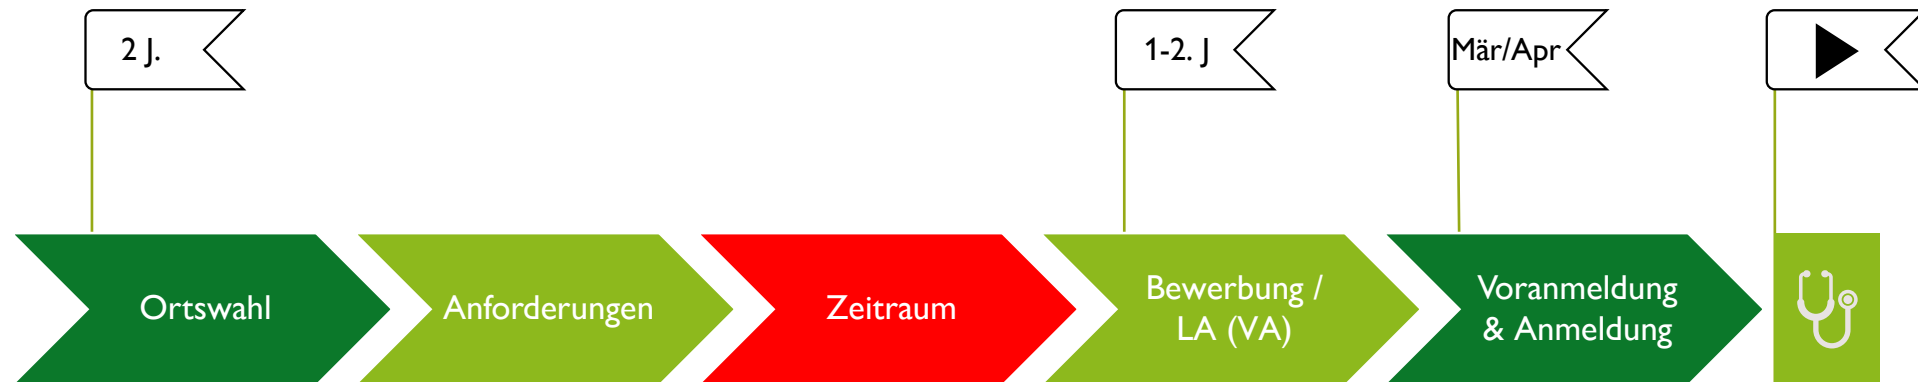 2 J.
1-2. J
Mär/Apr
Ortswahl
Anforderungen
Zeitraum
Bewerbung /
LA (VA)
Voranmeldung
& Anmeldung